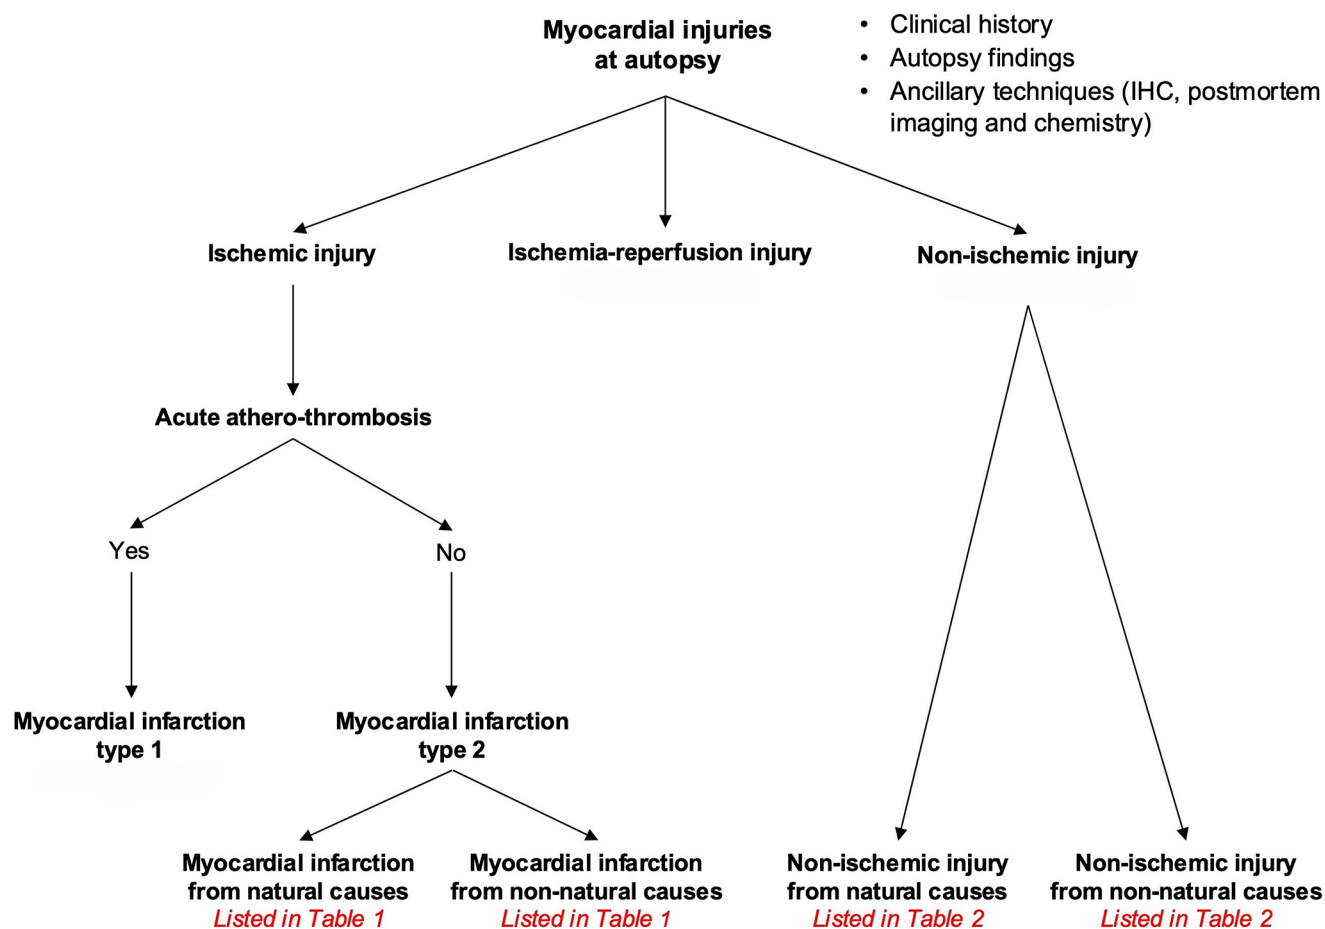 Myocardial injuries
at autopsy
• Clinical history
• Autopsy findings
• Ancillary techniques (IHC, postmortem
imaging and chemistry)
Ischemic injury
Ischemia-reperfusion injury
Non-ischemic injury
Acute athero-thrombosis
Yes
No
Myocardial infarction
type 1
Myocardial infarction
type 2
Myocardial infarction
from natural causes
Listed in Table 1
Myocardial infarction
from non-natural causes
Listed in Table 1
Non-ischemic injury
from natural causes
Listed in Table 2
Non-ischemic injury
from non-natural causes
Listed in Table 2